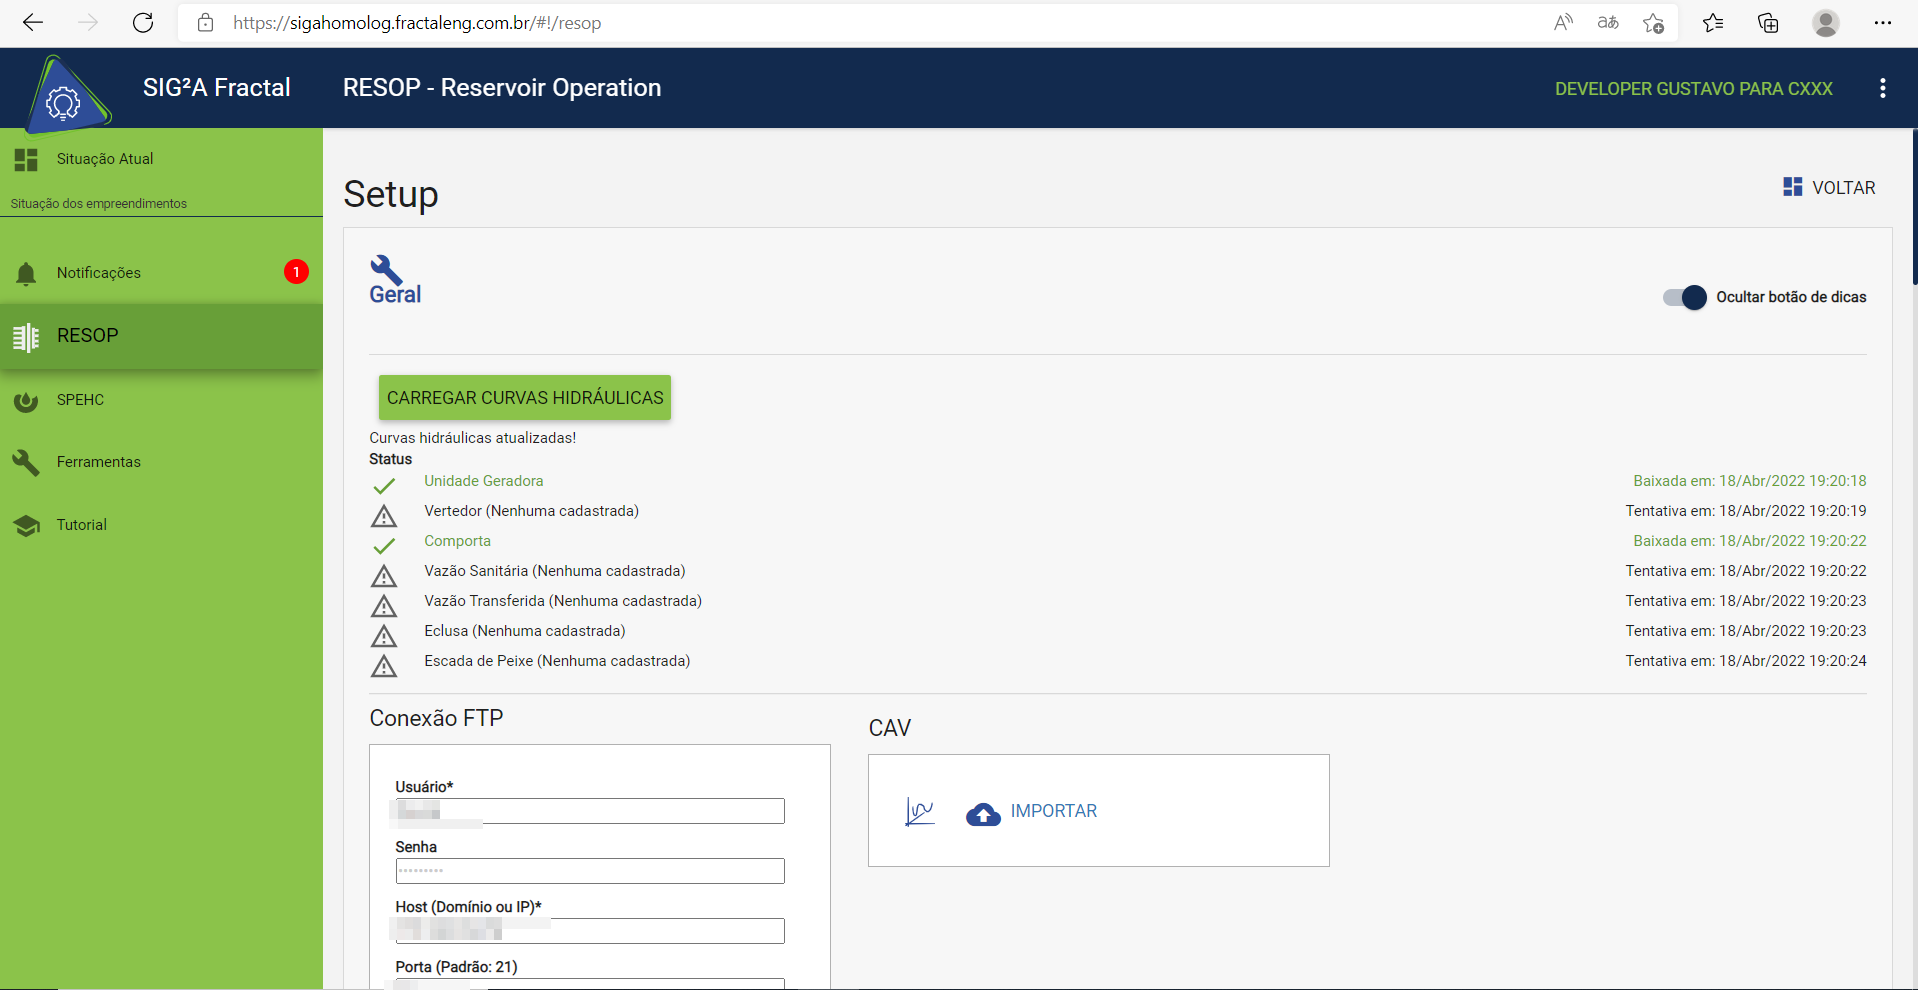 https://sigahomolog.fractaleng.com.br/#!/resop
SIG²A Fractal
RESOP - Reservoir Operation
DEVELOPER GUSTAVO PARA CXXX
Situação Atual
Situação dos empreendimentos
Notificações
1
RESOP
SPEHC
Ferramentas
Tutorial
Setup
VOLTAR
Geral
Ocultar botão de dicas
CARREGAR CURVAS HIDRÁULICAS
Curvas hidráulicas atualizadas!
Status
Unidade Geradora Baixada em: 18/Abr/2022 19:20:18
Vertedor (Nenhuma cadastrada) Tentativa em: 18/Abr/2022 19:20:19
Comporta Baixada em: 18/Abr/2022 19:20:22
Vazão Sanitária (Nenhuma cadastrada) Tentativa em: 18/Abr/2022 19:20:22
Vazão Transferida (Nenhuma cadastrada) Tentativa em: 18/Abr/2022 19:20:23
Eclusa (Nenhuma cadastrada) Tentativa em: 18/Abr/2022 19:20:23
Escada de Peixe (Nenhuma cadastrada) Tentativa em: 18/Abr/2022 19:20:24
Conexão FTP
Usuário*
Senha
Host (Domínio ou IP)*
Porta (Padrão: 21)
CAV
IMPORTAR